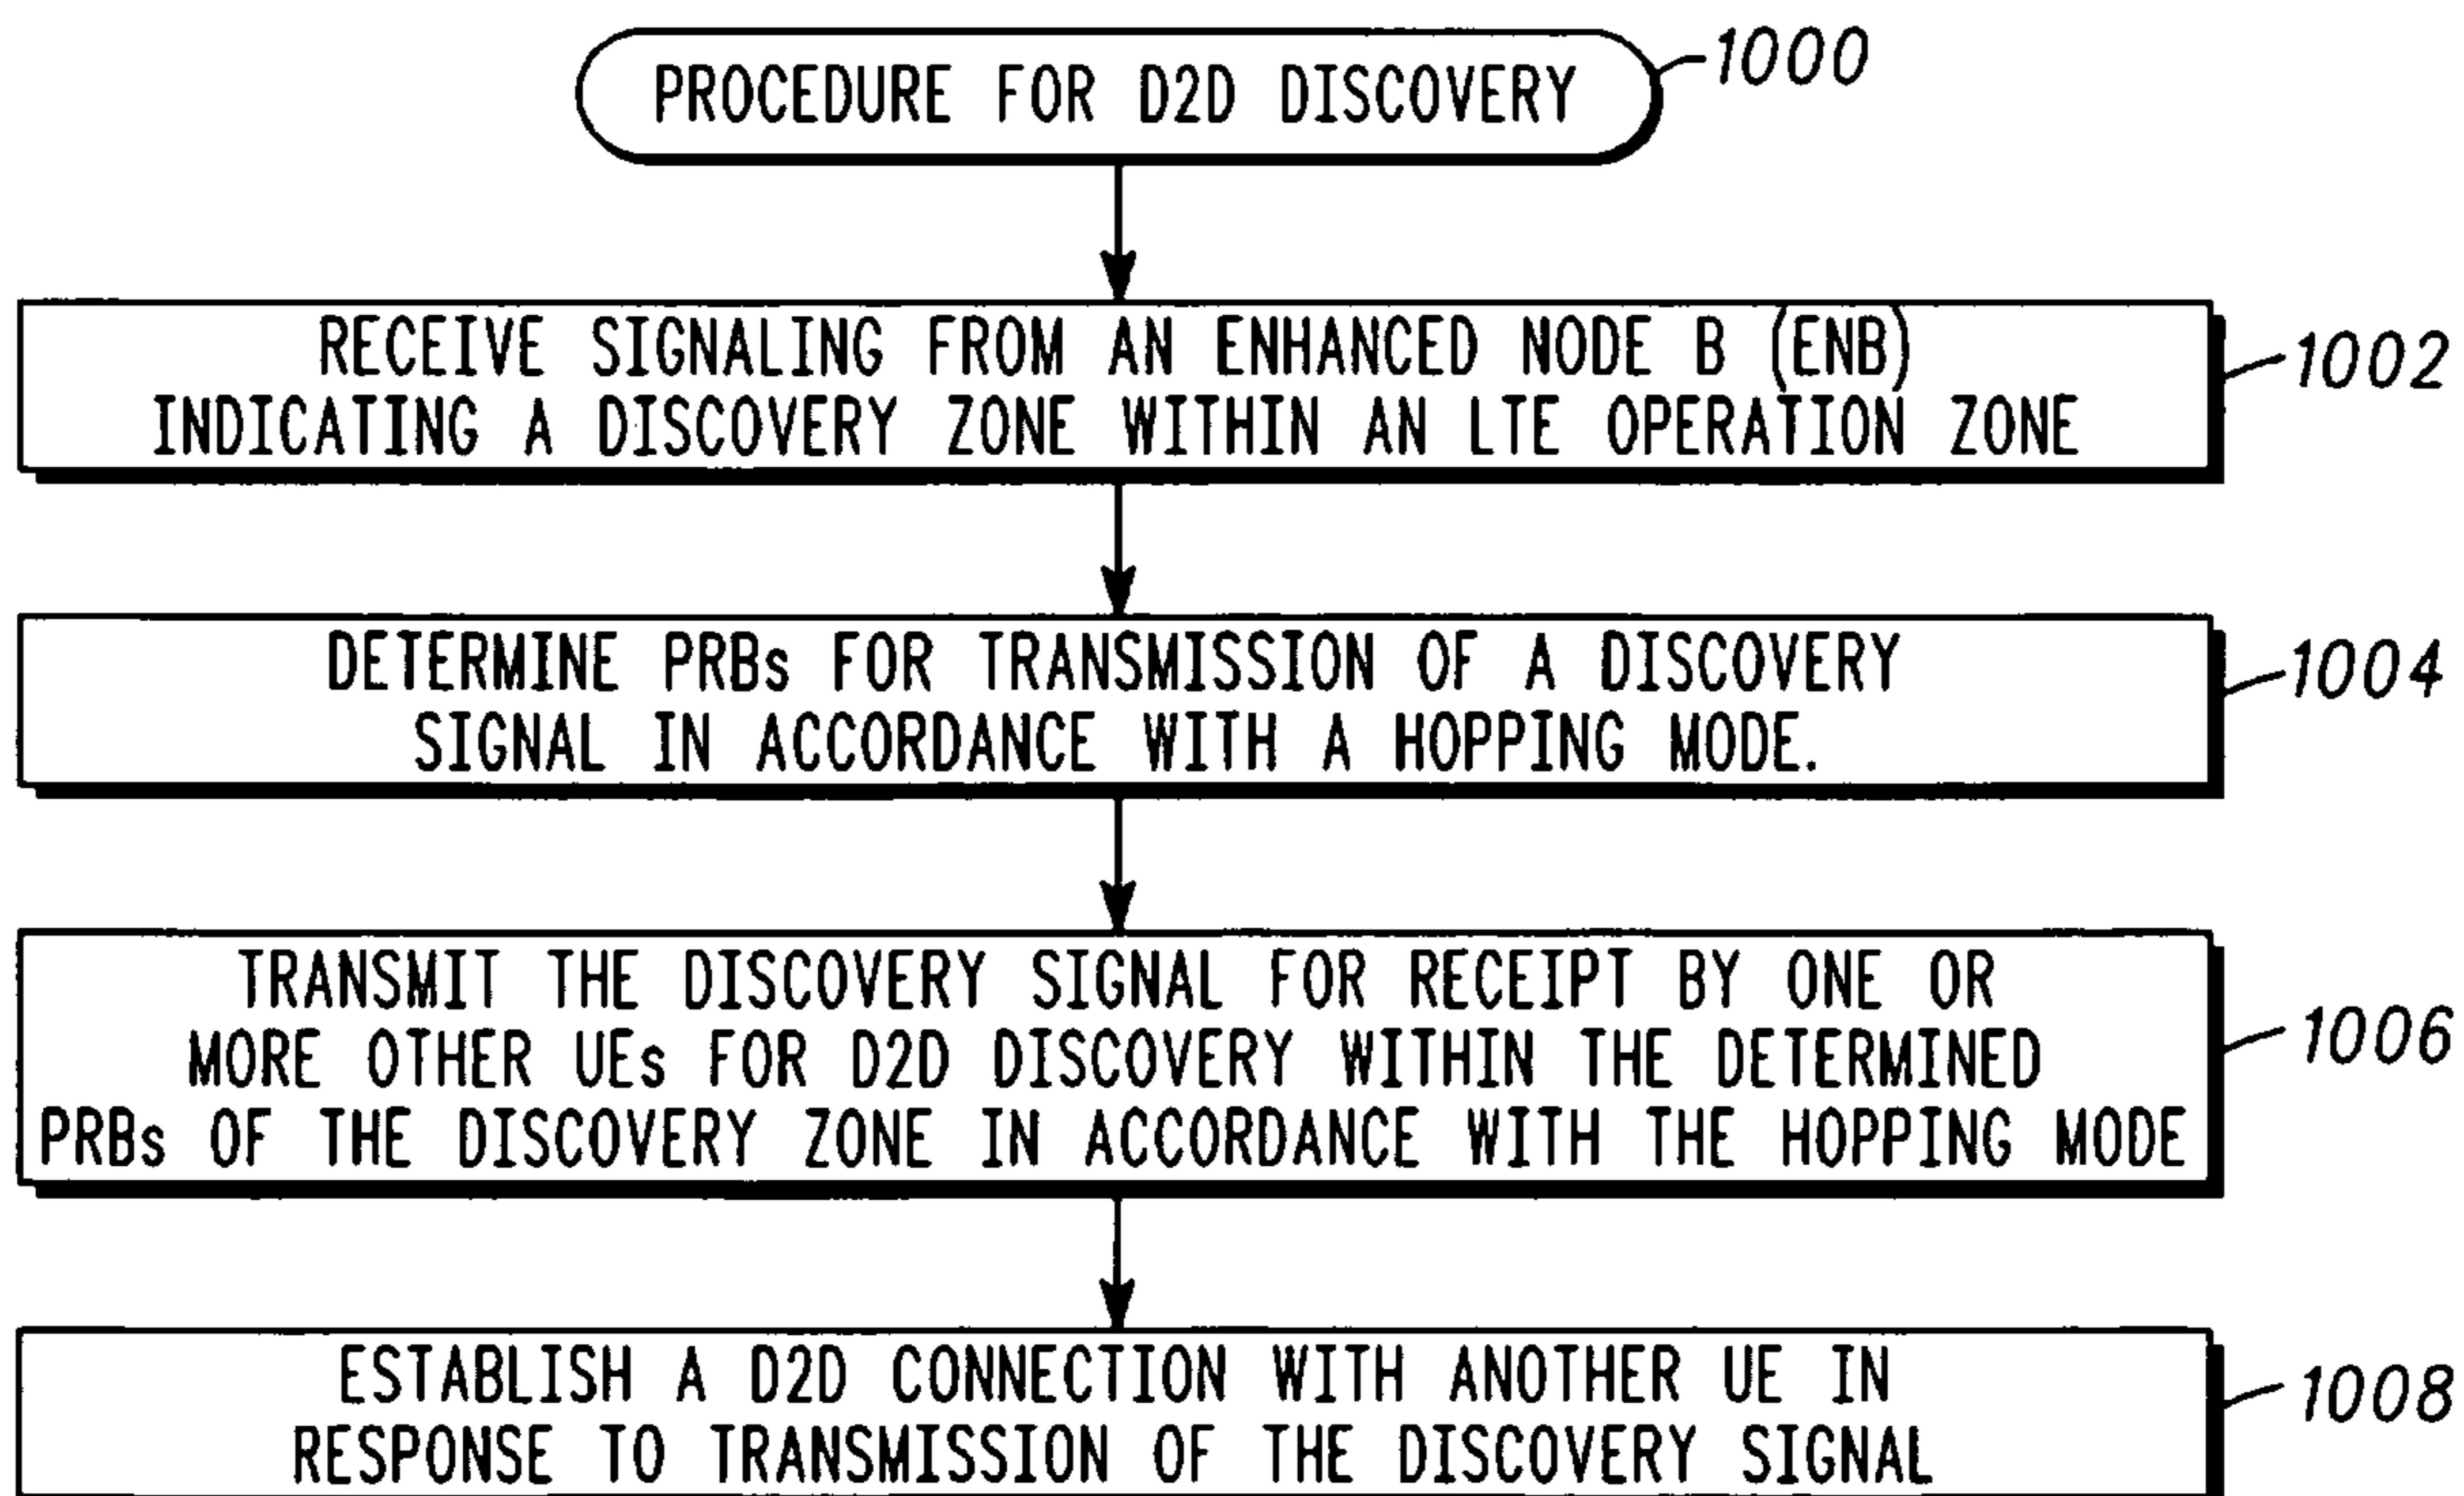 PROCEDURE FOR D2D DISCOVERY
1000
RECEIVE SIGNALING FROM AN ENHANCED NODE B (ENB)
INDICATING A DISCOVERY ZONE WITHIN AN LTE OPERATION ZONE
1002
DETERMINE PRBs FOR TRANSMISSION OF A DISCOVERY
SIGNAL IN ACCORDANCE WITH A HOPPING MODE.
1004
TRANSMIT THE DISCOVERY SIGNAL FOR RECEIPT BY ONE OR
MORE OTHER UEs FOR D2D DISCOVERY WITHIN THE DETERMINED
PRBs OF THE DISCOVERY ZONE IN ACCORDANCE WITH THE HOPPING MODE
1006
ESTABLISH A D2D CONNECTION WITH ANOTHER UE IN
RESPONSE TO TRANSMISSION OF THE DISCOVERY SIGNAL
1008